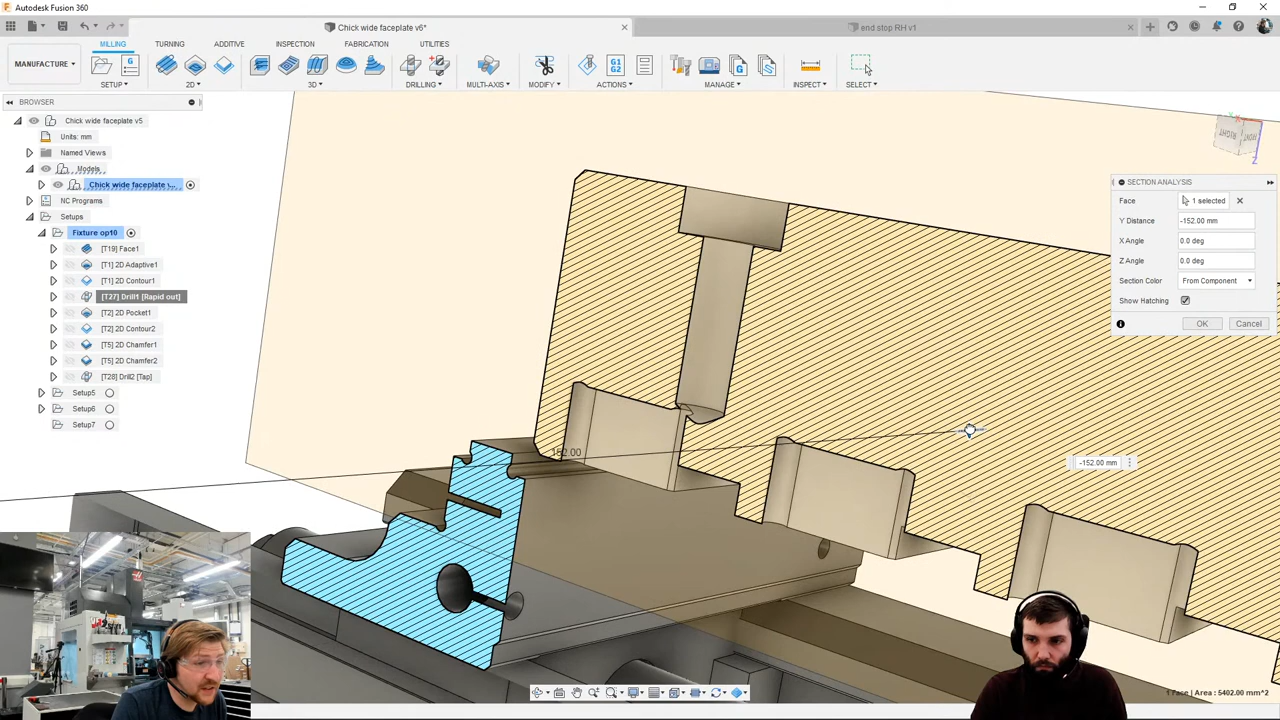 Autodesk Fusion 360
Chick wide faceplate v6*
end stop RH v1
MANUFACTURE
MILLING
TURNING
ADDITIVE
INSPECTION
FABRICATION
UTILITIES
SETUP
2D
3D
DRILLING
MULTI-AXIS
MODIFY
ACTIONS
MANAGE
INSPECT
SELECT
G1
G2
BROWSER
Chick wide faceplate v5
Units: mm
Named Views
Models
Chick wide faceplate v...
NC Programs
Setups
Fixture op10
[T19] Face1
[T1] 2D Adaptive1
[T1] 2D Contour1
[T27] Drill1 [Rapid out]
[T2] 2D Pocket1
[T2] 2D Contour2
[T5] 2D Chamfer1
[T5] 2D Chamfer2
[T28] Drill2 [Tap]
Setup5
Setup6
Setup7
RIGHT
Z
SECTION ANALYSIS
Face
1 selected
Y Distance
-152.00 mm
X Angle
0.0 deg
Z Angle
0.0 deg
Section Color
From Component
Show Hatching
OK
Cancel
152.00
-152.00 mm
1 Face | Area : 5402.00 mm^2